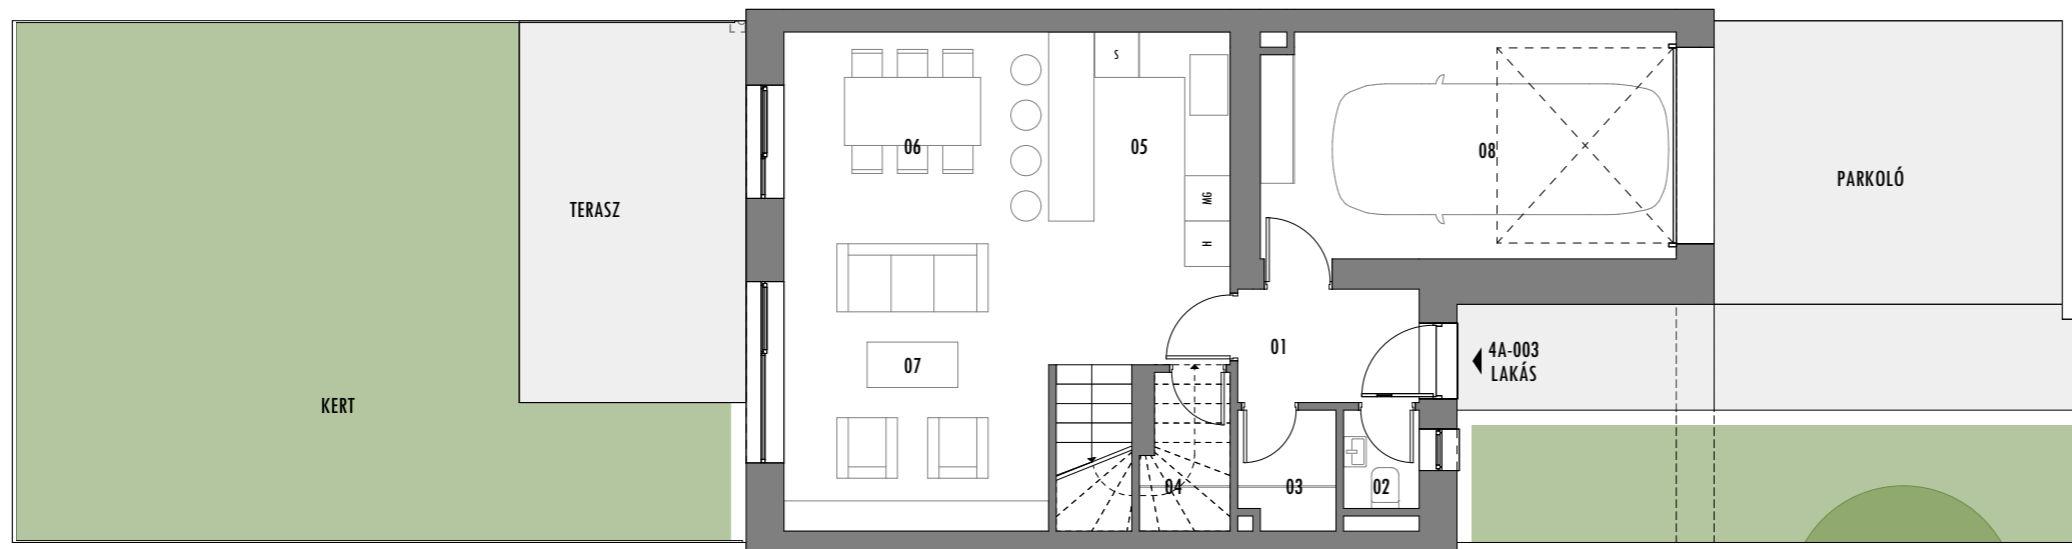 S
06
05
08
MG
TERASZ
PARKOLÓ
H
01
4A-003
LAKÁS
07
KERT
04
03
02